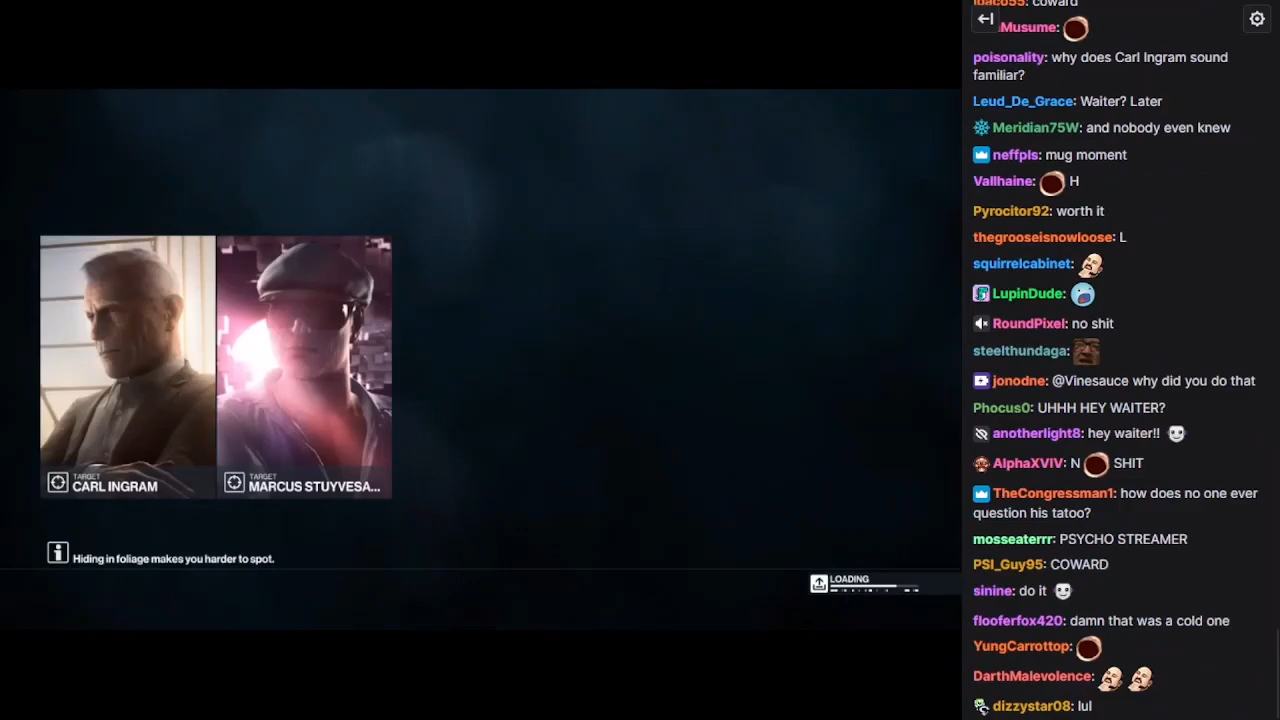 TARGET
CARL INGRAM
TARGET
MARCUS STUYVESA...
Hiding in foliage makes you harder to spot.
LOADING
coward
Musume:
poisonality: why does Carl Ingram sound
familiar?
Leud_De_Grace: Waiter? Later
Meridian75W: and nobody even knew
neffpls: mug moment
Vallhaine: H
Pyrocitor92: worth it
thegrooseisnowloose: L
squirrelcabinet:
LupinDude:
RoundPixel: no shit
steelthundaga:
jonodne: @Vinesauce why did you do that
Phocus0: UHHH HEY WAITER?
anotherlight8: hey waiter!!
AlphaXVIV: N SHIT
TheCongressman1: how does no one ever
question his tatoo?
mosseaterrr: PSYCHO STREAMER
PSI_Guy95: COWARD
sinine: do it
flooferfox420: damn that was a cold one
YungCarrottop:
DarthMalevolence:
dizzystar08: lul